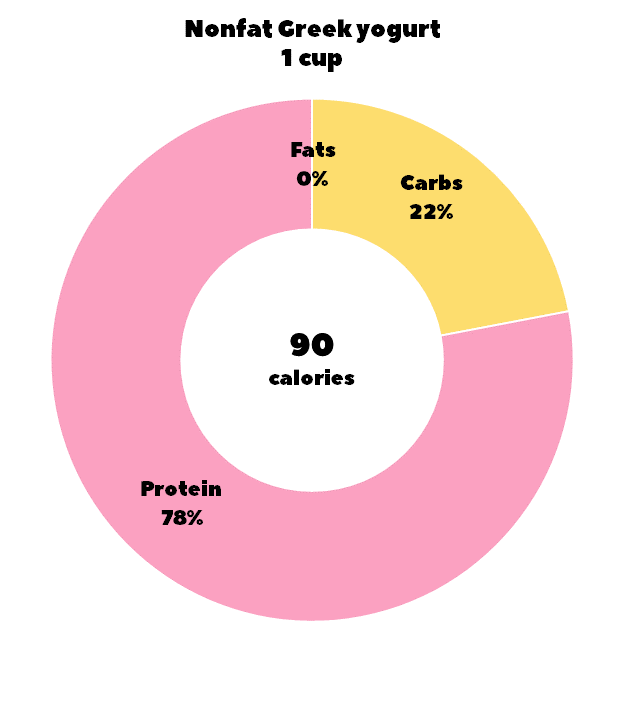 Nonfat Greek yogurt
1 cup
Fats
0%
Carbs
22%
90
calories
Protein
78%